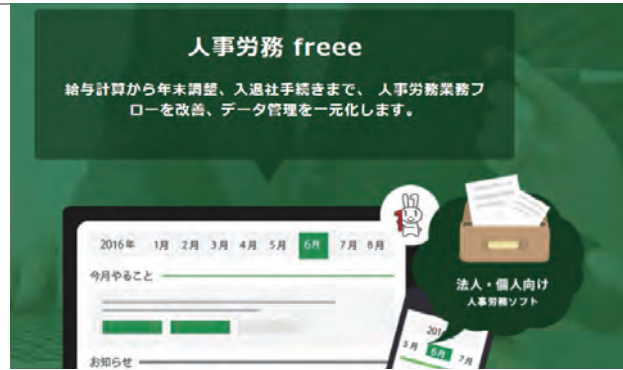 人事労務 freee
給与計算から年末調整、入退社手続きまで、 人事労務業務フ
ローを改善、データ管理を一元化します。
2016年 1月 2月 3月 4月 5月 6月 7月 8月
今月やること
法人・個人向け
人事労務ソフト
201
5月 6月 7月
お知らせ